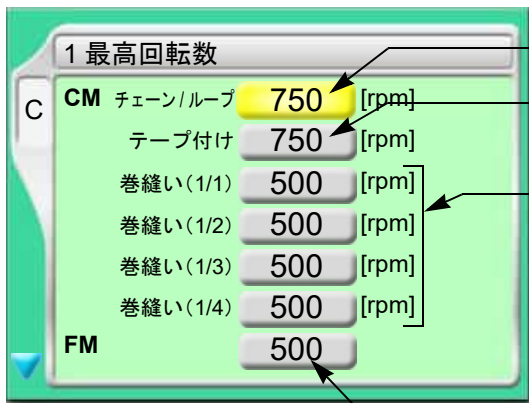 1 最高回転数
C
CM チェーン/ループ 750 [rpm]
テープ付け 750 [rpm]
巻縫い(1/1) 500 [rpm]
巻縫い(1/2) 500 [rpm]
巻縫い(1/3) 500 [rpm]
巻縫い(1/4) 500 [rpm]
FM 500